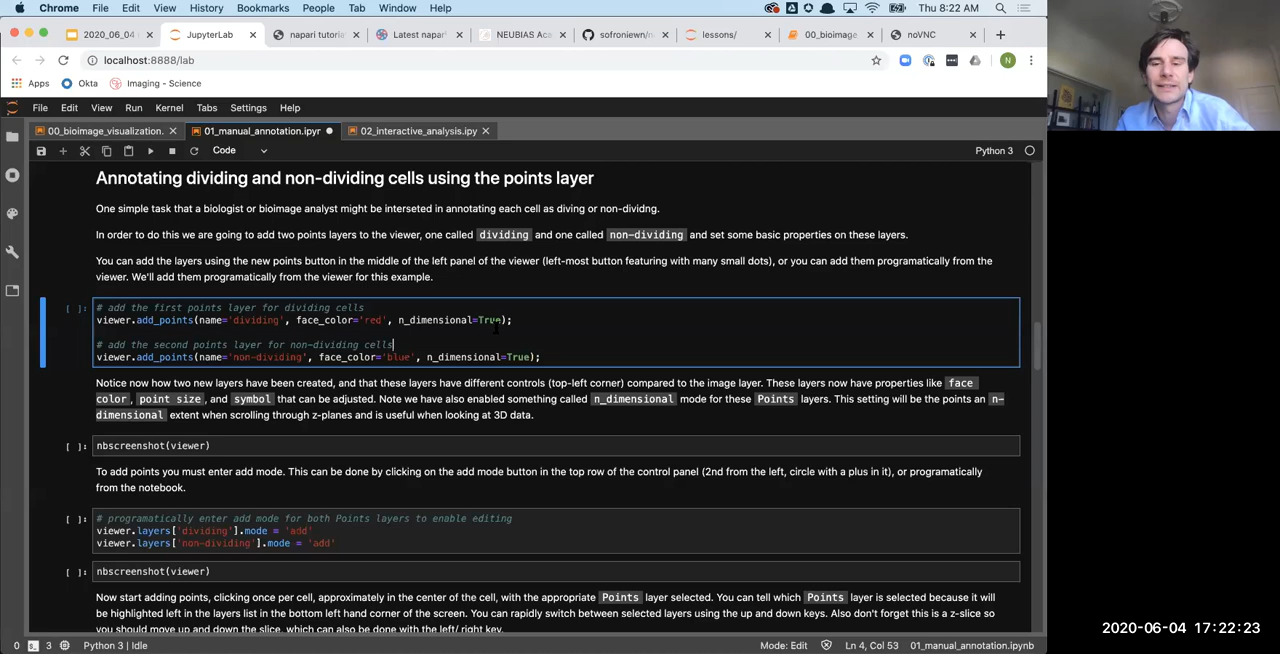 Chrome File Edit View History Bookmarks People Tab Window Help Thu 8:22 AM
2020_06_04 JupyterLab napari tutori Latest napari NEUBIAS Aca sofroniewn/n lessons/ 00_bioimage noVNC
localhost:8888/lab N
Apps Okta Imaging - Science
File Edit View Run Kernel Tabs Settings Help
00_bioimage_visualization. 01_manual_annotation.ipyr 02_interactive_analysis.ipy
Code Python 3
Annotating dividing and non-dividing cells using the points layer
One simple task that a biologist or bioimage analyst might be interseted in annotating each cell as diving or non-dividng.
In order to do this we are going to add two points layers to the viewer, one called dividing and one called non-dividing and set some basic properties on these layers.
You can add the layers using the new points button in the middle of the left panel of the viewer (left-most button featuring with many small dots), or you can add them programatically from the
viewer. We'll add them programatically from the viewer for this example.
[ ]: # add the first points layer for dividing cells
viewer.add_points(name='dividing', face_color='red', n_dimensional=True);
# add the second points layer for non-dividing cells
viewer.add_points(name='non-dividing', face_color='blue', n_dimensional=True);
Notice now how two new layers have been created, and that these layers have different controls (top-left corner) compared to the image layer. These layers now have properties like face
color, point size, and symbol that can be adjusted. Note we have also enabled something called n_dimensional mode for these Points layers. This setting will be the points an n-
dimensional extent when scrolling through z-planes and is useful when looking at 3D data.
[ ]: nbscreenshot(viewer)
To add points you must enter add mode. This can be done by clicking on the add mode button in the top row of the control panel (2nd from the left, circle with a plus in it), or programatically
from the notebook.
[ ]: # programatically enter add mode for both Points layers to enable editing
viewer.layers['dividing'].mode = 'add'
viewer.layers['non-dividing'].mode = 'add'
[ ]: nbscreenshot(viewer)
Now start adding points, clicking once per cell, approximately in the center of the cell, with the appropriate Points layer selected. You can tell which Points layer is selected because it will
be highlighted left in the layers list in the bottom left hand corner of the screen. You can rapidly switch between selected layers using the up and down keys. Also don't forget this is a z-slice so
you should move up and down the slice, which can also be done with the left/ right key.
0 3 Python 3 | Idle Mode: Edit Ln 4, Col 53 01_manual_annotation.ipynb
2020-06-04 17:22:23